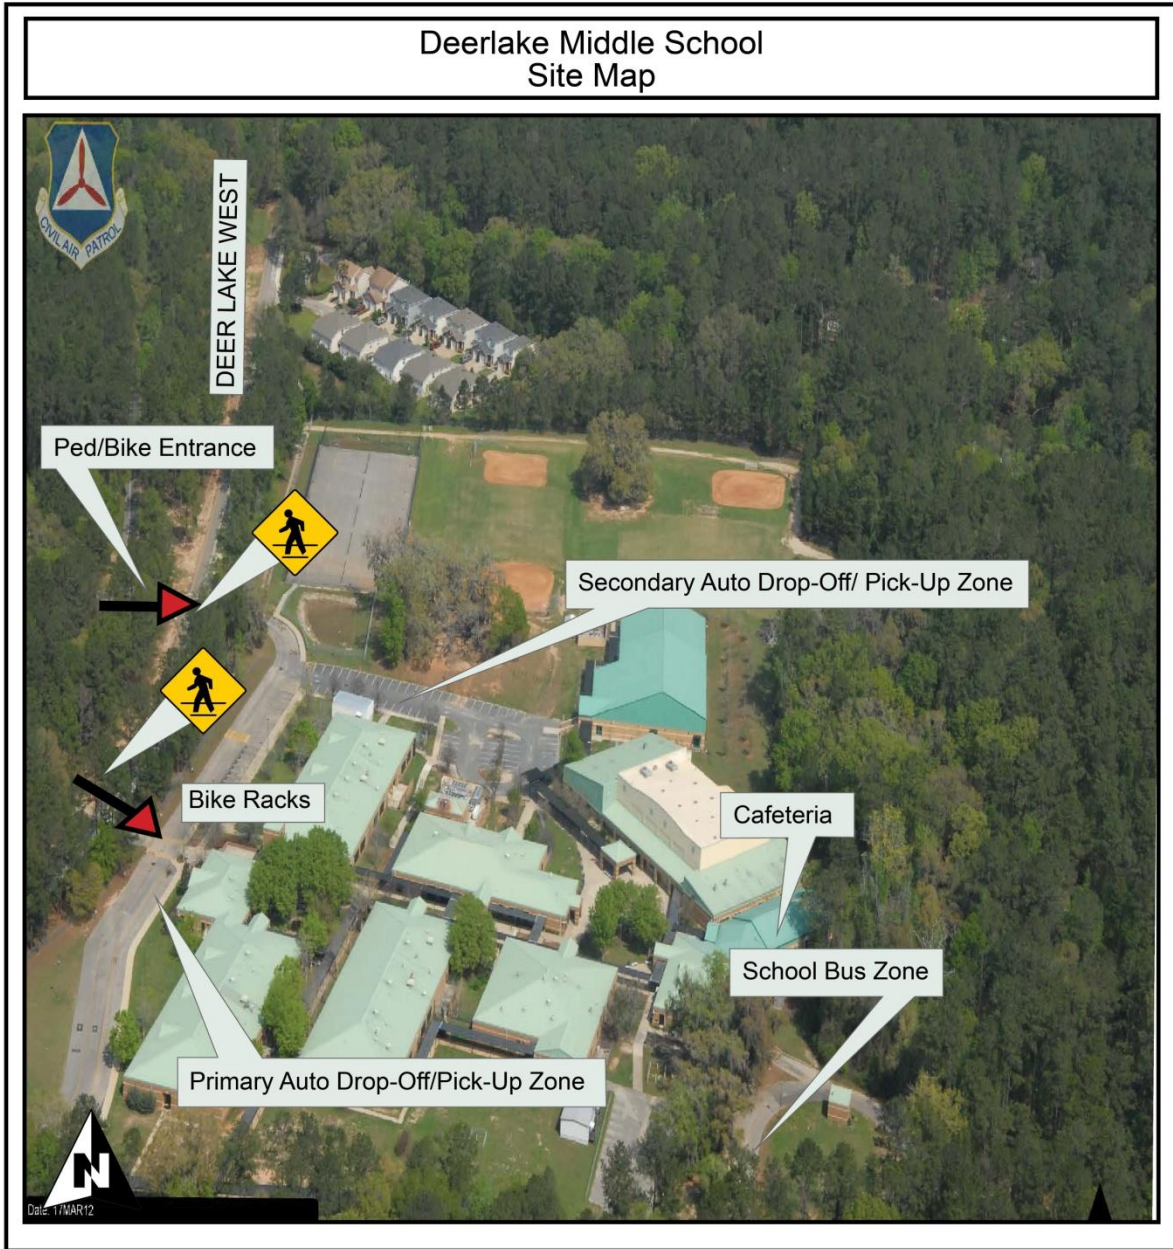 Deerlake Middle School
Site Map
CIVIL AIR PATROL
DEER LAKE WEST
Ped/Bike Entrance
Secondary Auto Drop-Off/ Pick-Up Zone
Bike Racks
Cafeteria
School Bus Zone
Primary Auto Drop-Off/Pick-Up Zone
N
Date: 17MAR12